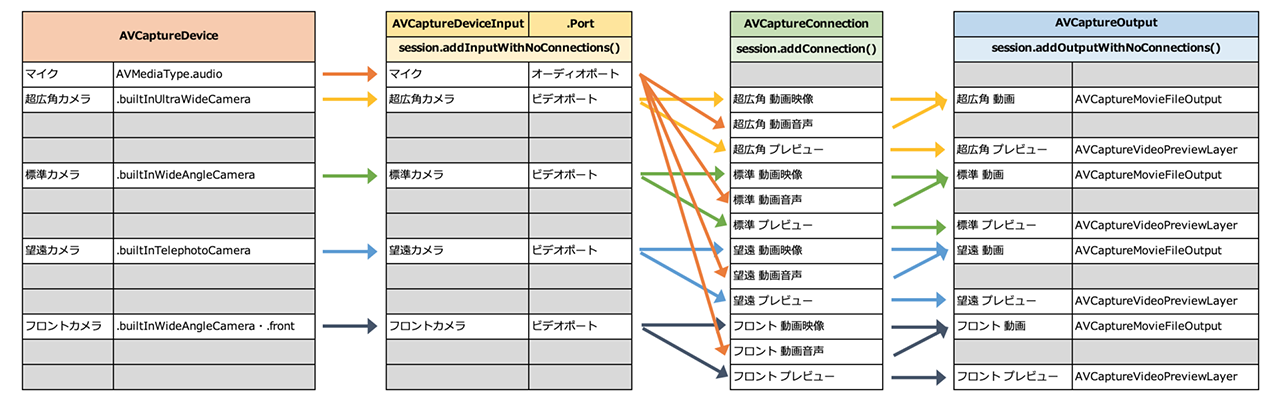 AVCaptureDevice
AVCaptureDeviceInput .Port
session.addInputWithNoConnections()
AVCaptureConnection
session.addConnection()
AVCaptureOutput
session.addOutputWithNoConnections()
マイク AVMediaType.audio マイク オーディオポート
超広角カメラ .builtInUltraWideCamera 超広角カメラ ビデオポート 超広角 動画映像 超広角 動画 AVCaptureMovieFileOutput
超広角 動画音声
超広角 プレビュー 超広角 プレビュー AVCaptureVideoPreviewLayer
標準カメラ .builtInWideAngleCamera 標準カメラ ビデオポート 標準 動画映像 標準 動画 AVCaptureMovieFileOutput
標準 動画音声
標準 プレビュー 標準 プレビュー AVCaptureVideoPreviewLayer
望遠カメラ .builtInTelephotoCamera 望遠カメラ ビデオポート 望遠 動画映像 望遠 動画 AVCaptureMovieFileOutput
望遠 動画音声
望遠 プレビュー 望遠 プレビュー AVCaptureVideoPreviewLayer
フロントカメラ .builtInWideAngleCamera・.front フロントカメラ ビデオポート フロント 動画映像 フロント 動画 AVCaptureMovieFileOutput
フロント 動画音声
フロント プレビュー フロント プレビュー AVCaptureVideoPreviewLayer